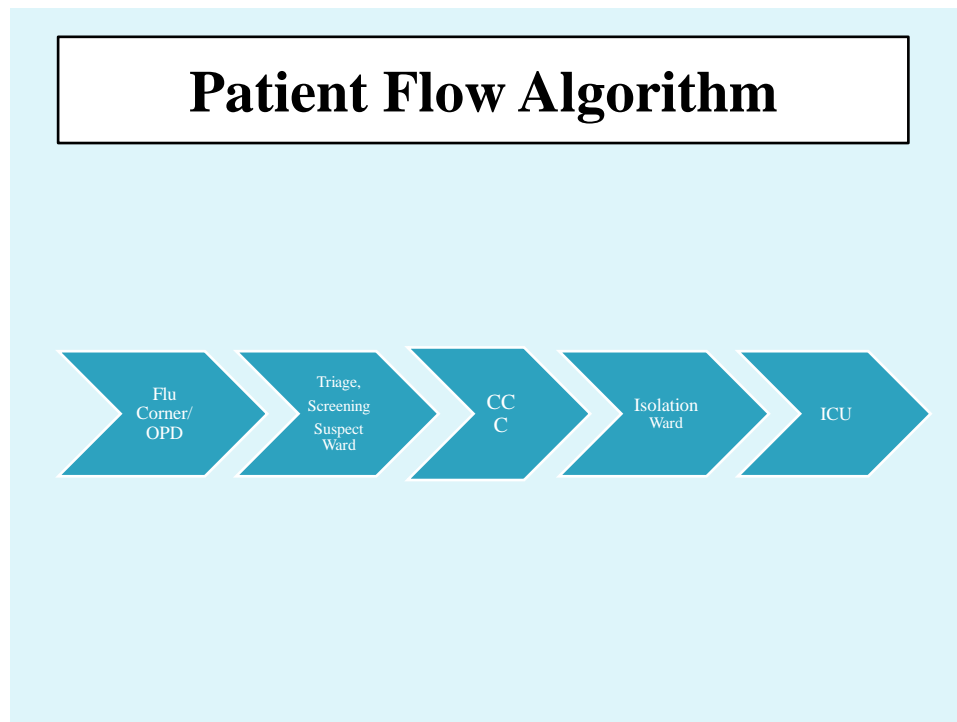 Patient Flow Algorithm
Flu
Corner/
OPD
Triage,
Screening
Suspect
Ward
CC
C
Isolation
Ward
ICU